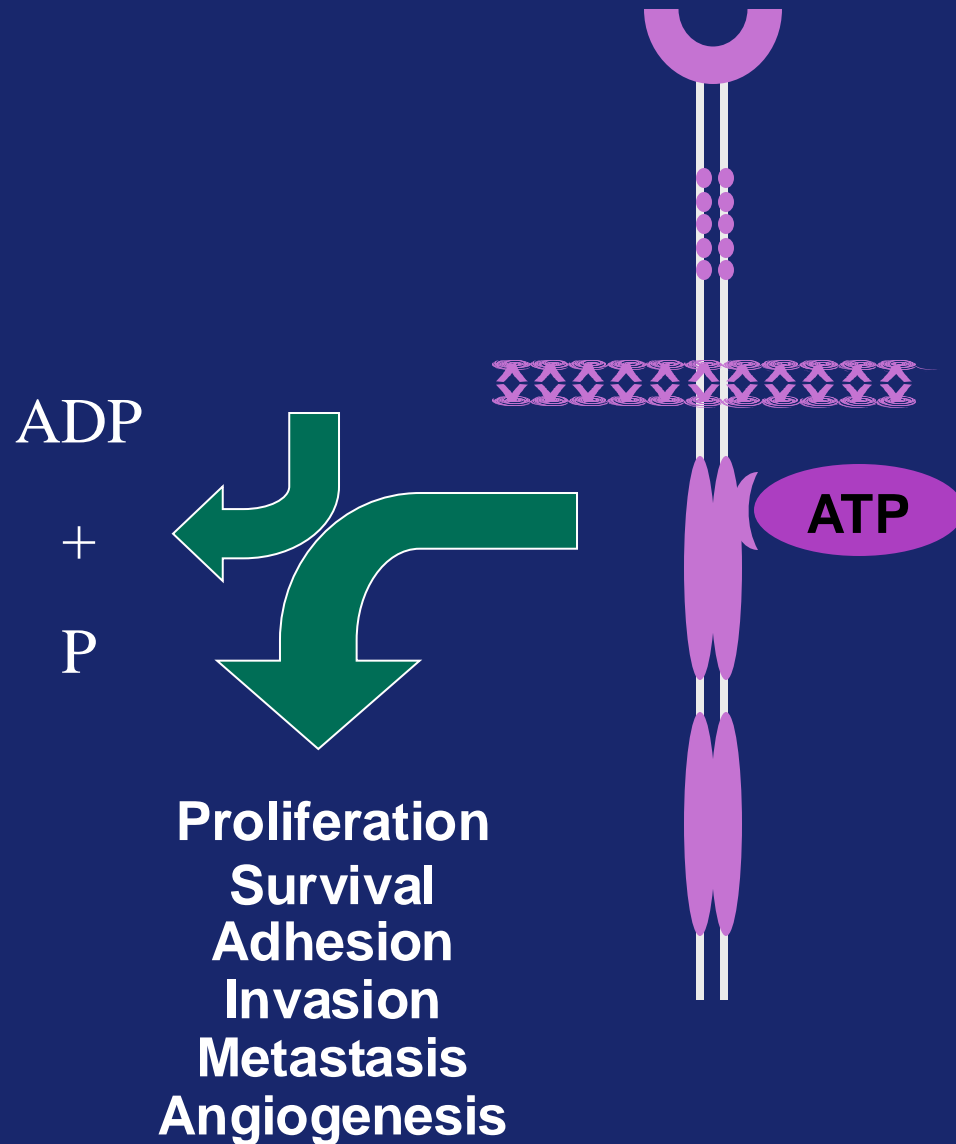 ADP
+
P
ATP
Proliferation
Survival
Adhesion
Invasion
Metastasis
Angiogenesis